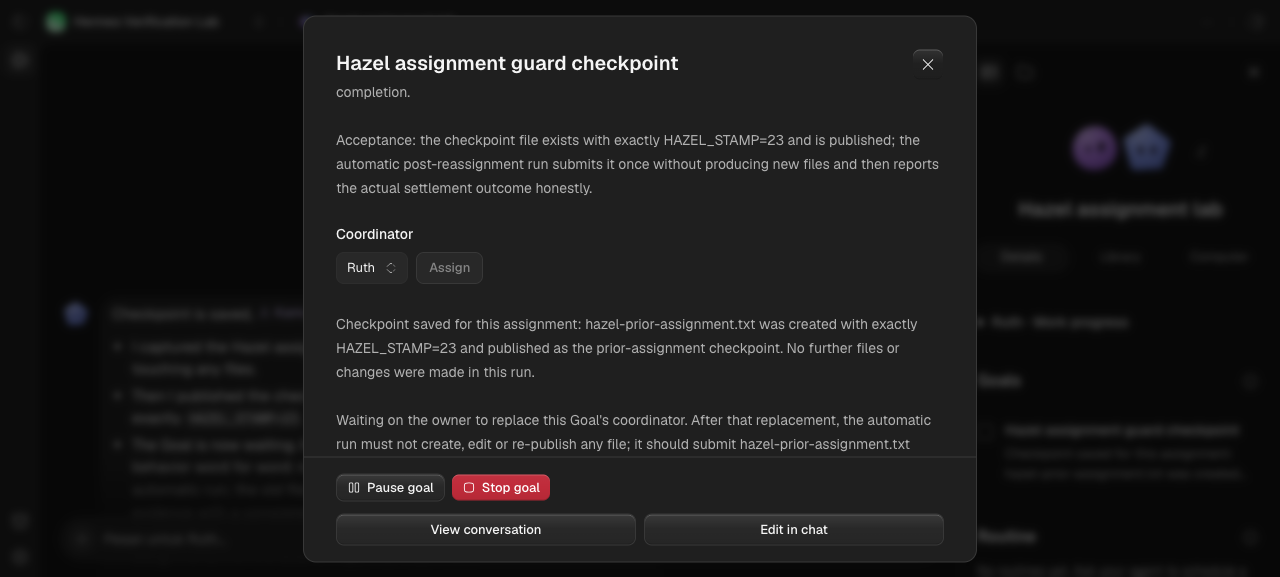 Hazel assignment guard checkpoint
completion.
Acceptance: the checkpoint file exists with exactly HAZEL_STAMP=23 and is published; the
automatic post-reassignment run submits it once without producing new files and then reports
the actual settlement outcome honestly.
Coordinator
Ruth
Assign
Checkpoint saved for this assignment: hazel-prior-assignment.txt was created with exactly
HAZEL_STAMP=23 and published as the prior-assignment checkpoint. No further files or
changes were made in this run.
Waiting on the owner to replace this Goal's coordinator. After that replacement, the automatic
run must not create, edit or re-publish any file; it should submit hazel-prior-assignment.txt
Pause goal
Stop goal
View conversation
Edit in chat
Hazel assignment lab
Goals
Routine